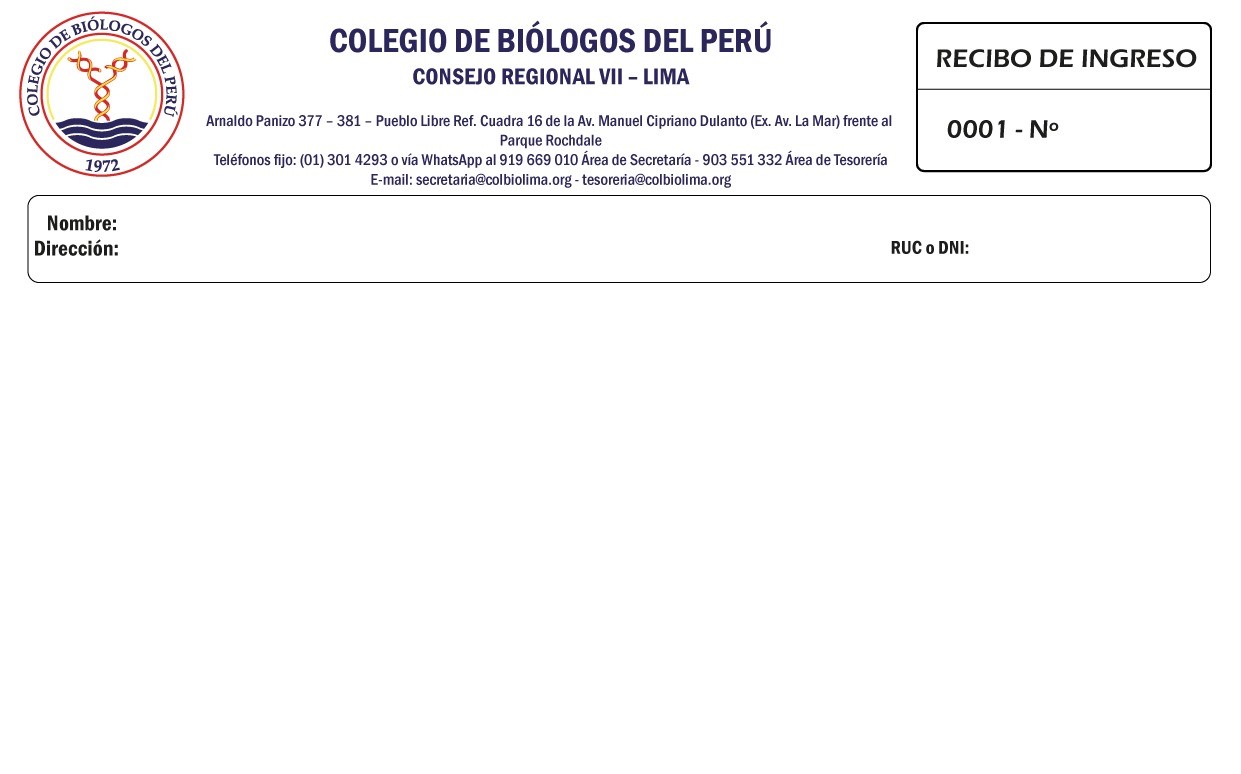 COLEGIO DE BIÓLOGOS DEL PERÚ
1972
COLEGIO DE BIÓLOGOS DEL PERÚ
CONSEJO REGIONAL VII – LIMA
Arnaldo Panizo 377 – 381 – Pueblo Libre Ref. Cuadra 16 de la Av. Manuel Cipriano Dulanto (Ex. Av. La Mar) frente al
Parque Rochdale
Teléfonos fijo: (01) 301 4293 o vía WhatsApp al 919 669 010 Área de Secretaría - 903 551 332 Área de Tesorería
E-mail: secretaria@colbiolima.org - tesoreria@colbiolima.org
RECIBO DE INGRESO
0001 - Nº
Nombre:
Dirección:
RUC o DNI: